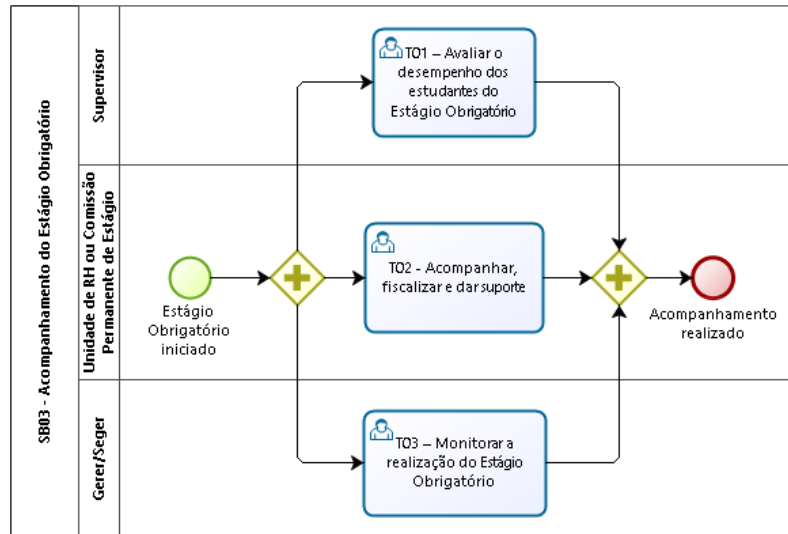 SB03 - Acompanhamento do Estágio Obrigatório
Supervisor
T01 – Avaliar o
desempenho dos
estudantes do
Estágio Obrigatório
Unidade de RH ou Comissão
Permanente de Estágio
Estágio
Obrigatório
iniciado
T02 - Acompanhar,
fiscalizar e dar suporte
Acompanhamento
realizado
Gerer/Seger
T03 – Monitorar a
realização do Estágio
Obrigatório